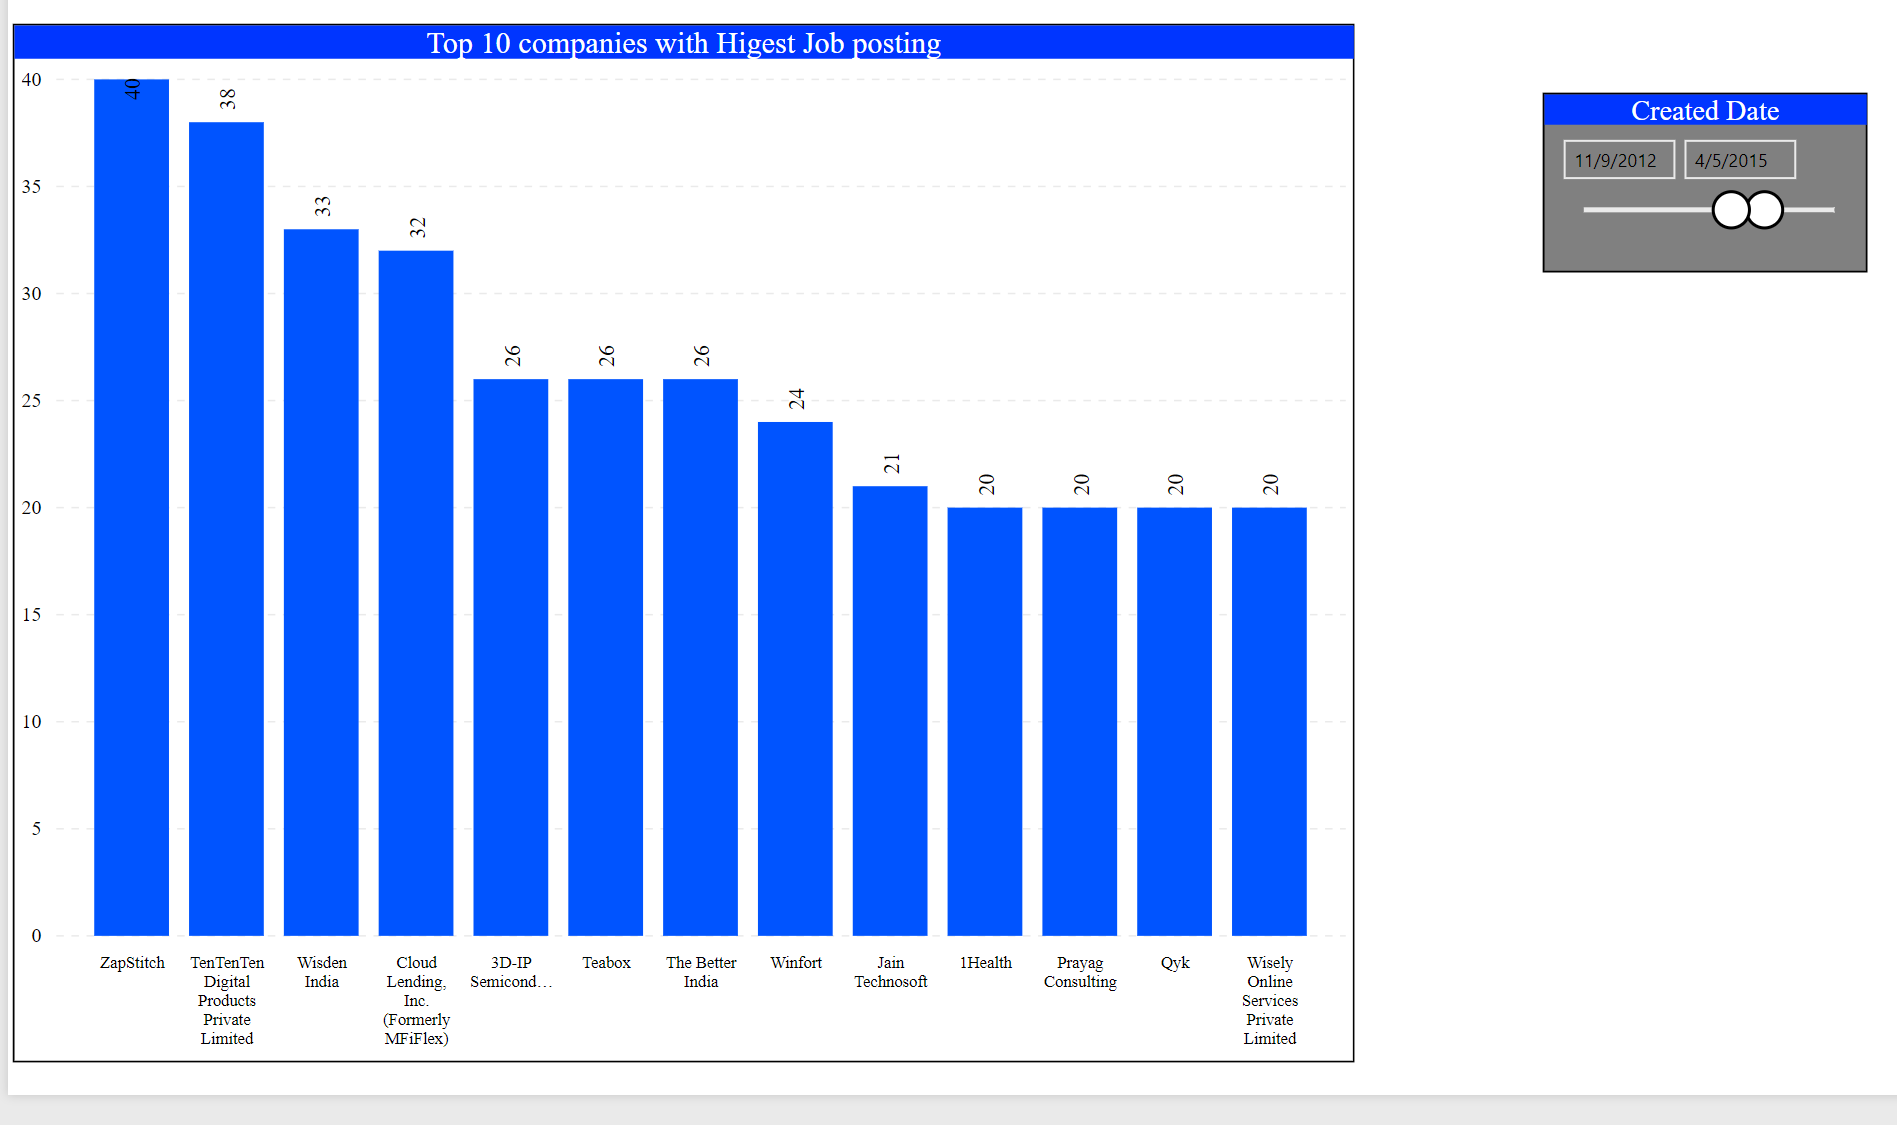 Top 10 companies with Higest Job posting
40
35
30
25
20
15
10
5
0
40
38
33
32
26
26
26
24
21
20
20
20
20
ZapStitch
TenTenTen
Digital
Products
Private
Limited
Wisden
India
Cloud
Lending,
Inc.
(Formerly
MFiFlex)
3D-IP
Semicond…
Teabox
The Better
India
Winfort
Jain
Technosoft
1Health
Prayag
Consulting
Qyk
Wisely
Online
Services
Private
Limited
Created Date
11/9/2012 4/5/2015